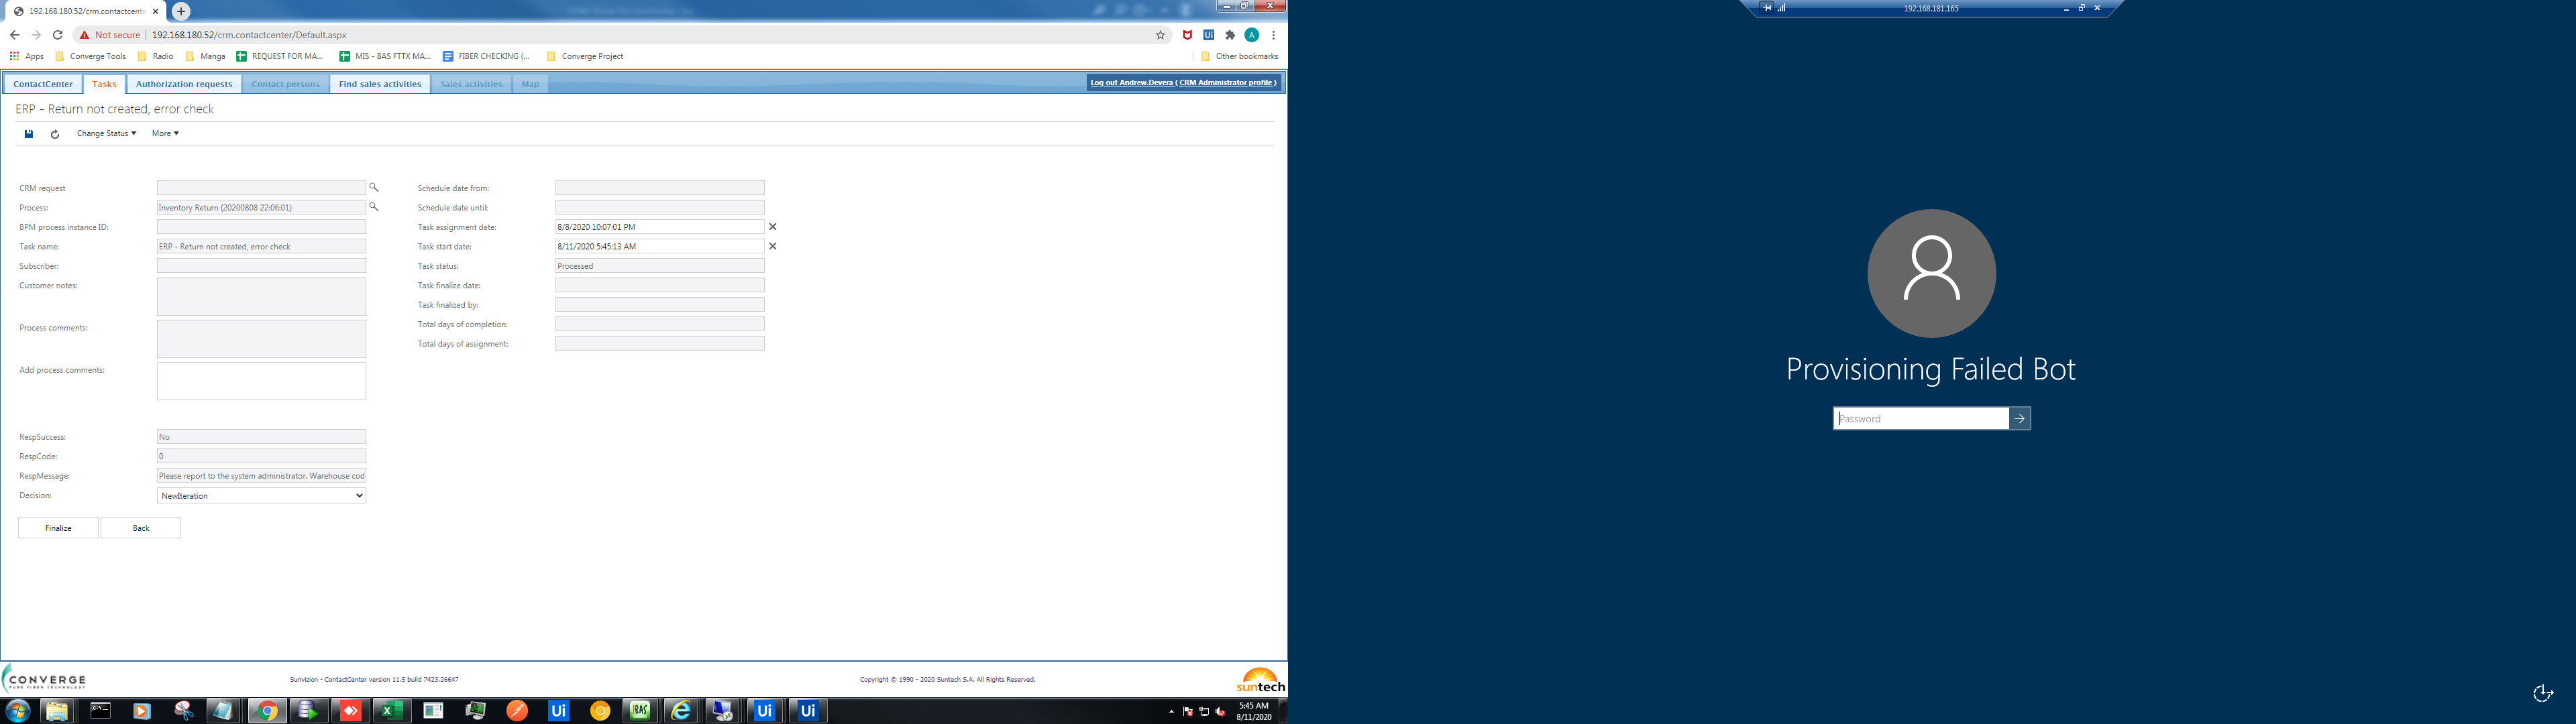 192.168.180.52/crm.contactcente
Not secure | 192.168.180.52/crm.contactcenter/Default.aspx
A
Apps Converge Tools Radio Manga REQUEST FOR MA... MIS - BAS FTTX MA... FIBER CHECKING (... Converge Project Other bookmarks
ContactCenter Tasks Authorization requests Contact persons Find sales activities Sales activities Map Log out Andrew.Devera ( CRM Administrator profile )
ERP - Return not created, error check
Change Status More
CRM request
Process: Inventory Return (20200808 22:06:01)
BPM process instance ID:
Task name: ERP - Return not created, error check
Subscriber:
Customer notes:
Process comments:
Add process comments:
Schedule date from:
Schedule date until:
Task assignment date: 8/8/2020 10:07:01 PM
Task start date: 8/11/2020 5:45:13 AM
Task status: Processed
Task finalize date:
Task finalized by:
Total days of completion:
Total days of assignment:
RespSuccess: No
RespCode: 0
RespMessage: Please report to the system administrator. Warehouse cod
Decision: NewIteration
Finalize Back
CONVERGE
PURE FIBER TECHNOLOGY
Sunvizion - ContactCenter version 11.5 build 7423.26647
Copyright © 1990 - 2020 Suntech S.A. All Rights Reserved.
suntech
Ui IBAS Ui Ui
5:45 AM
8/11/2020
192.168.181.165
Provisioning Failed Bot
Password